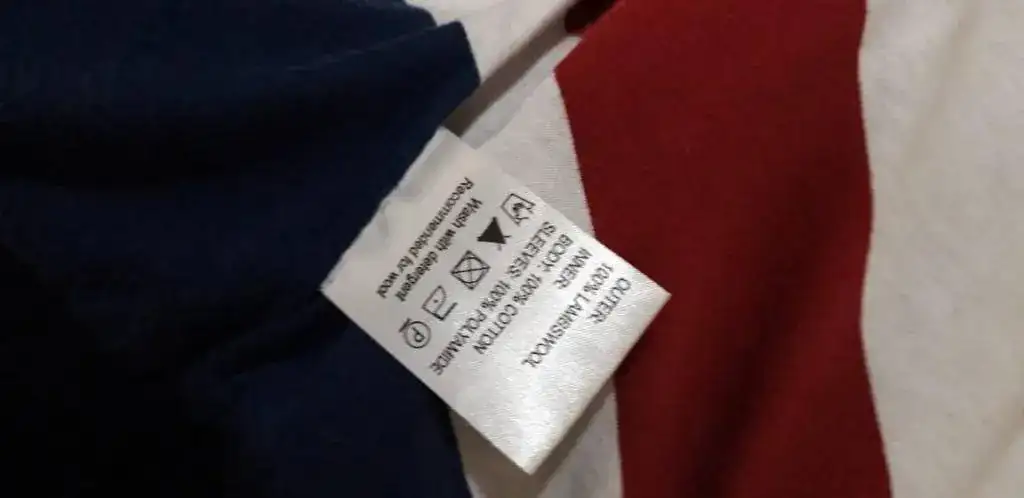 OUTER:
100% LAMBSWOOL
INNER:
BODY: 100% COTTON
SLEEVES: 100% POLYAMIDE
P
Wash with detergent
Recommended for wool